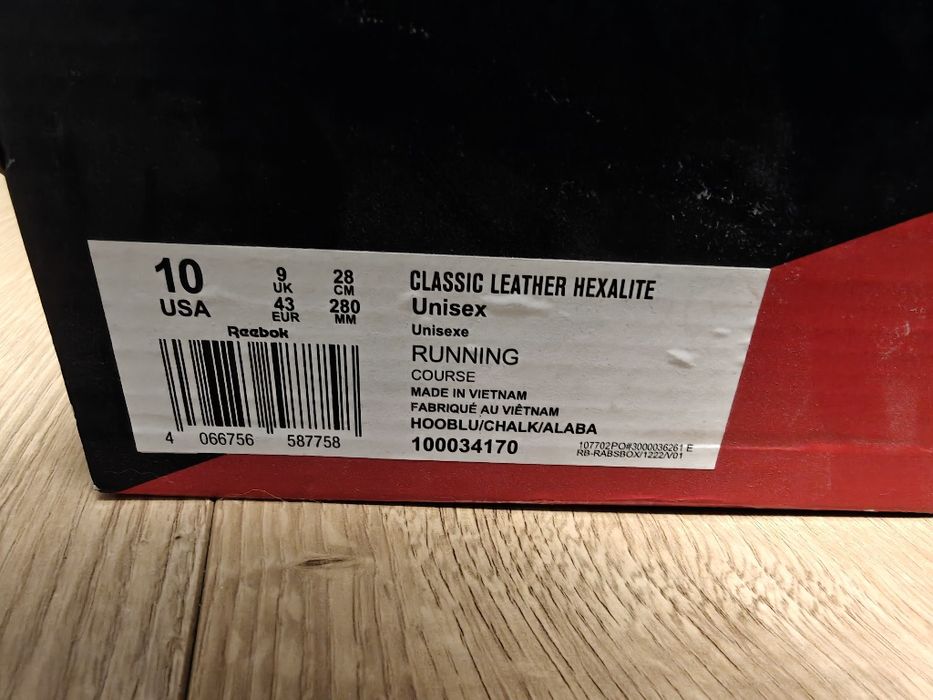 10
USA
9
UK
43
EUR
28
CM
280
MM
Reebok
4 066756 587758
CLASSIC LEATHER HEXALITE
Unisex
Unisexe
RUNNING
COURSE
MADE IN VIETNAM
FABRIQUÉ AU VIÊTNAM
HOOBLU/CHALK/ALABA
100034170
107702PO#3000036261 E
RB-RABSBOX/1222/V01